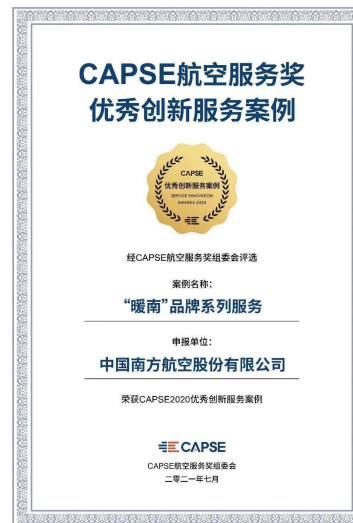 CAPSE航空服务奖
优秀创新服务案例
CAPSE
优秀创新服务案例
SERVICE INNOVATION
AWARDS 2020
经CAPSE航空服务奖组委会评选
案例名称：
“暖南”品牌系列服务
申报单位：
中国南方航空股份有限公司
荣获CAPSE2020优秀创新服务案例
CAPSE
CAPSE航空服务奖组委会
二零二一年七月